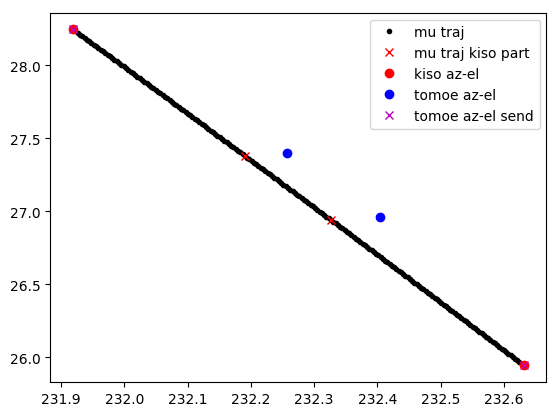 mu traj
mu traj kiso part
kiso az-el
tomoe az-el
tomoe az-el send
28.0
27.5
27.0
26.5
26.0
231.9 232.0 232.1 232.2 232.3 232.4 232.5 232.6